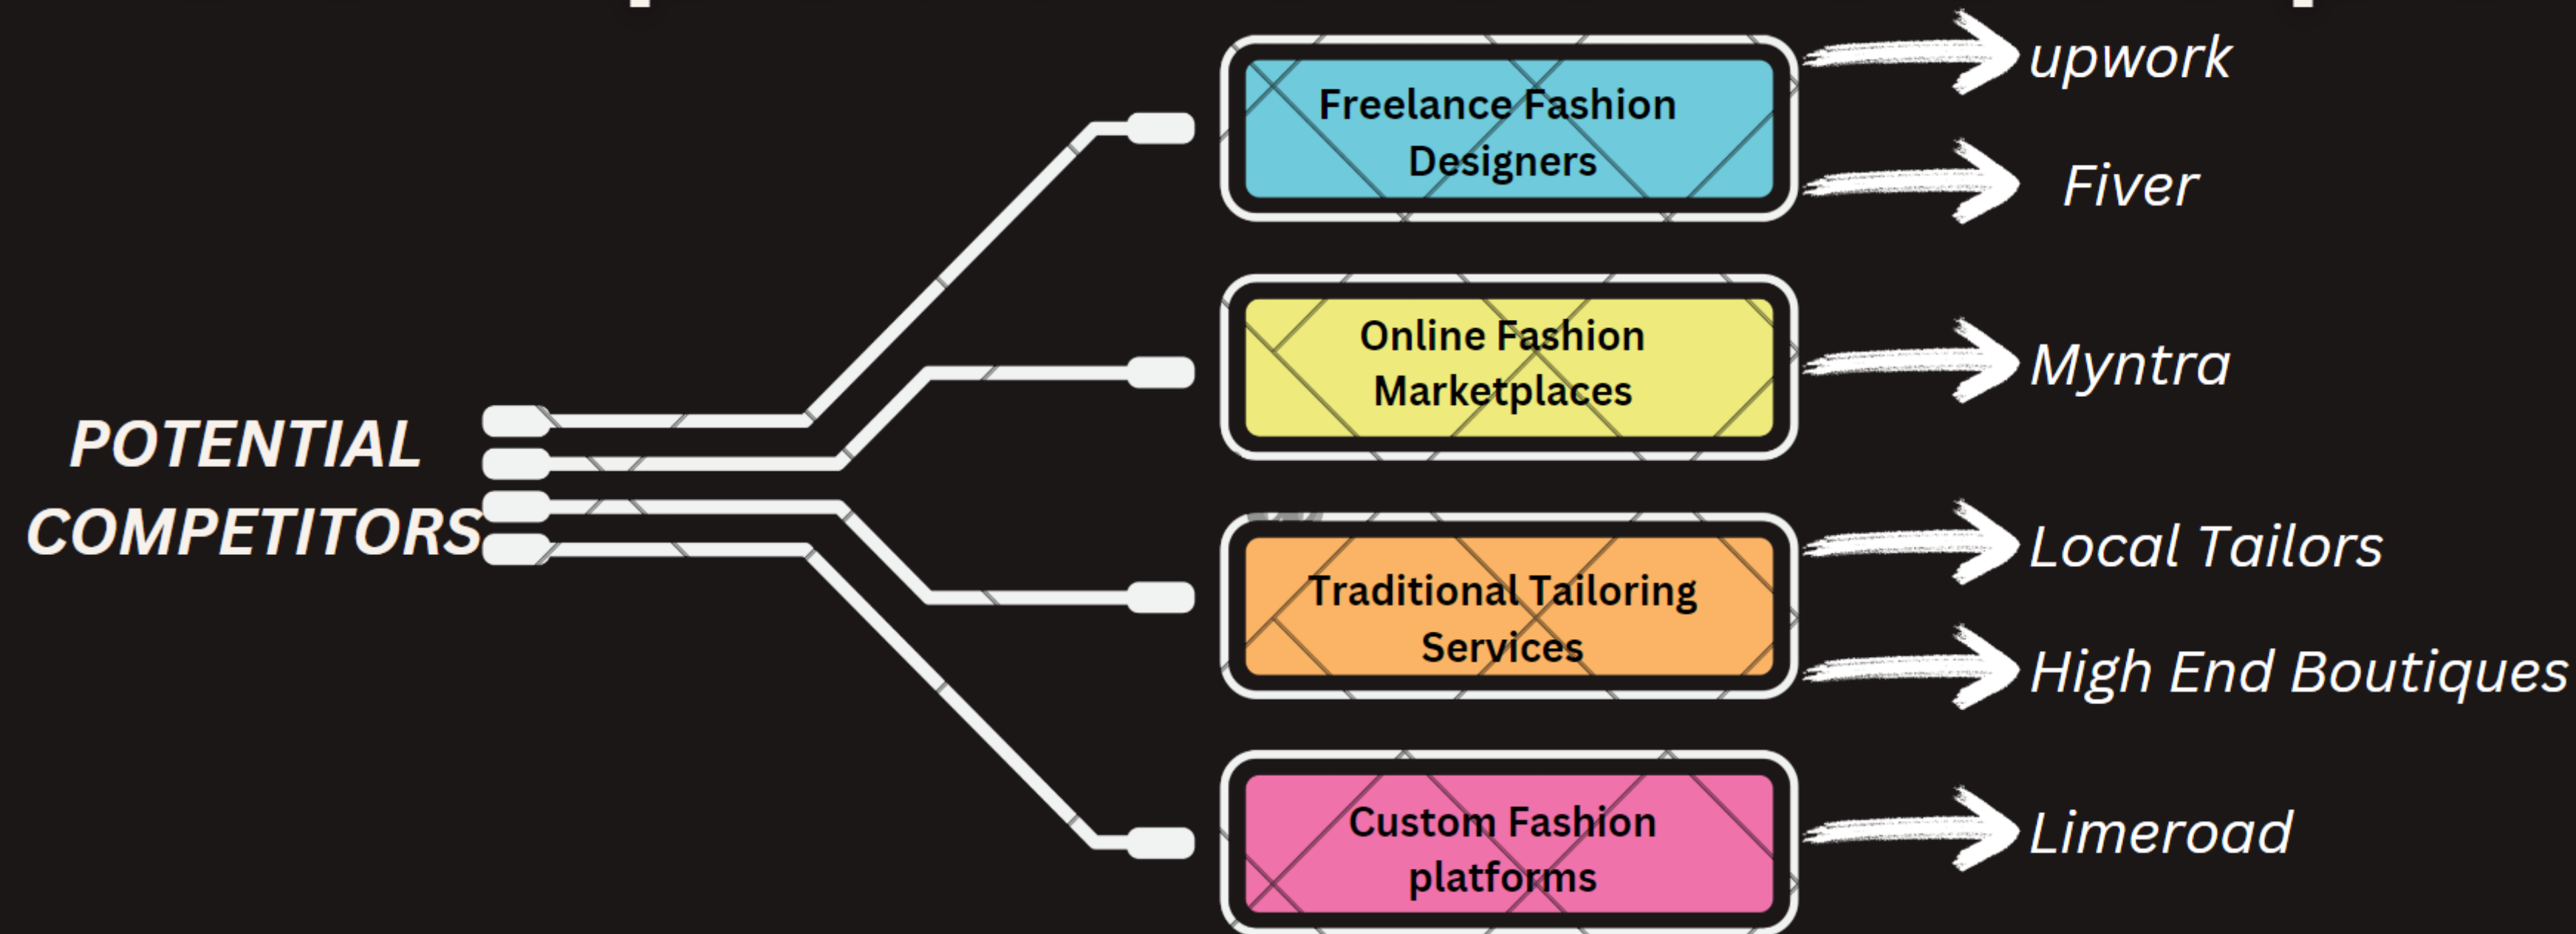 POTENTIAL
COMPETITORS
Freelance Fashion
Designers
upwork
Fiver
Online Fashion
Marketplaces
Myntra
Traditional Tailoring
Services
Local Tailors
High End Boutiques
Custom Fashion
platforms
Limeroad